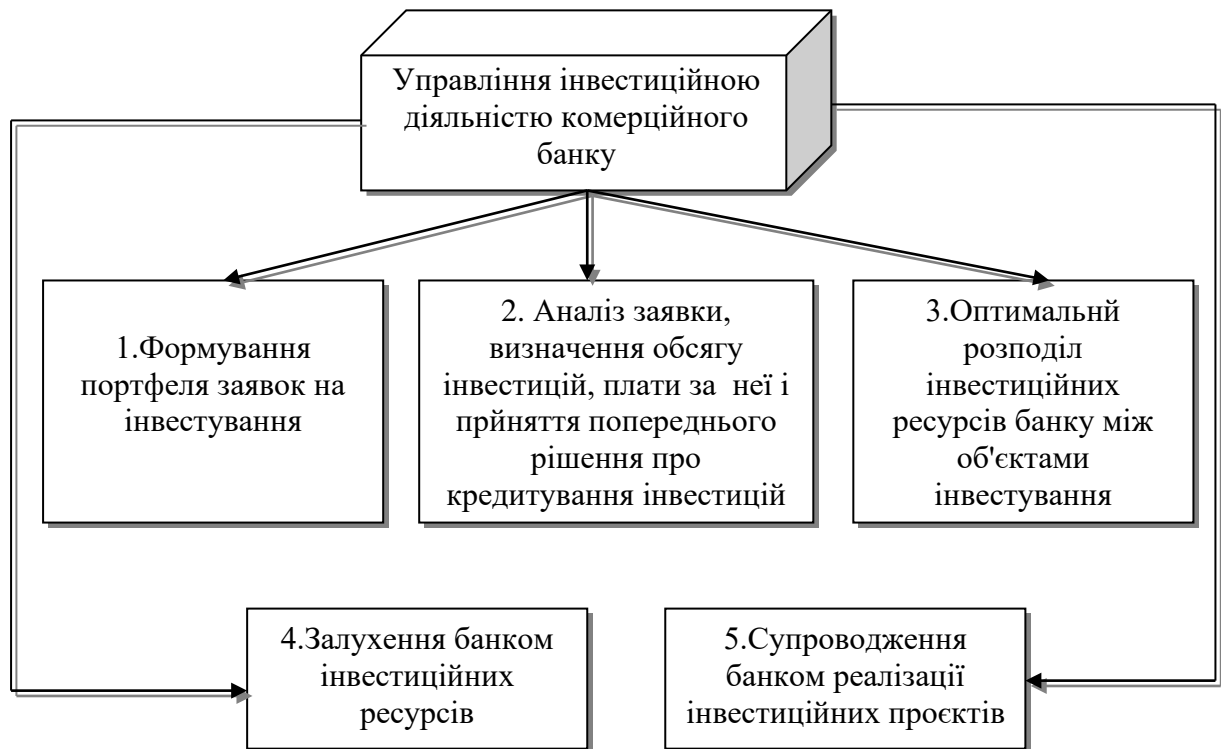 Управління інвестиційною
діяльністю комерційного
банку
1.Формування
портфеля заявок на
інвестування
2. Аналіз заявки,
визначення обсягу
інвестицій, плати за  неї і
прйняття попереднього
рішення про
кредитування інвестицій
3.Оптимальнй
розподіл
інвестиційних
ресурсів банку між
об'єктами
інвестування
4.Залухення банком
інвестиційних
ресурсів
5.Супроводження
банком реалізації
інвестиційних проєктів